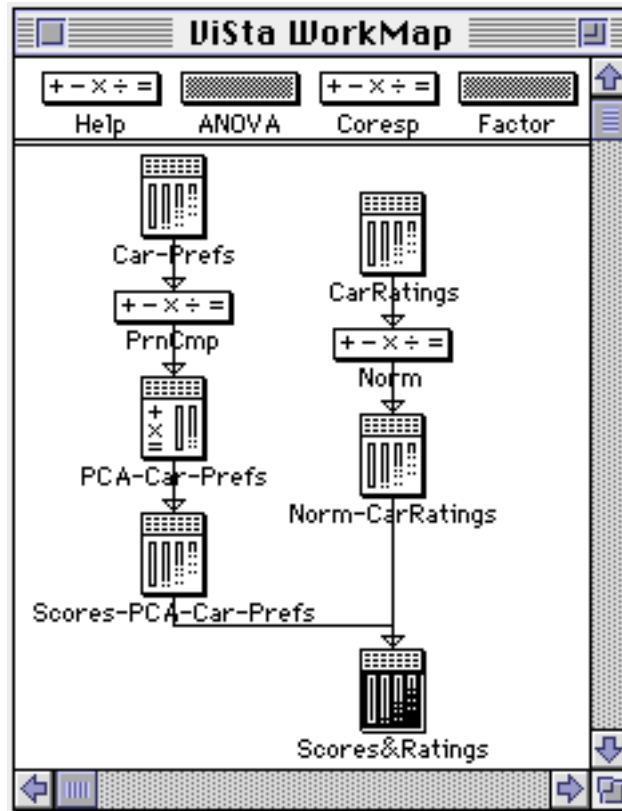 ViSta WorkMap
+ − × ÷ = + − × ÷ =
Help ANOVA Coresp Factor
Car-Prefs
CarRatings
+ − × ÷ =
PrnCmp
+ − × ÷ =
Norm
+ × =
PCA-Car-Prefs
Norm-CarRatings
Scores-PCA-Car-Prefs
Scores&Ratings